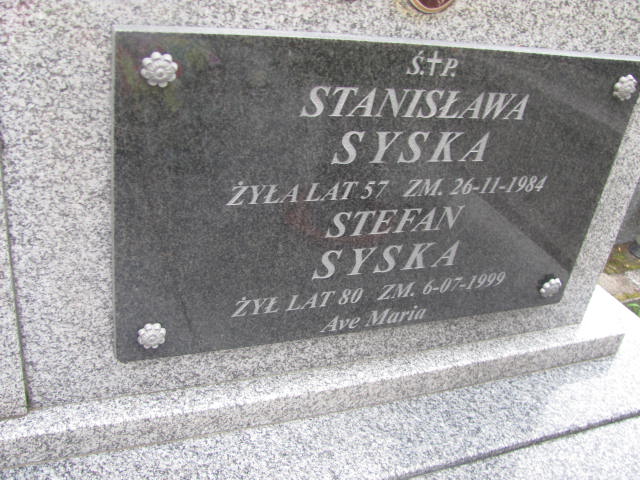 Ś.†P.
STANISŁAWA
SYSKA
ŻYŁA LAT 57 ZM. 26-11-1984
STEFAN
SYSKA
ŻYŁ LAT 80 ZM. 6-07-1999
Ave Maria